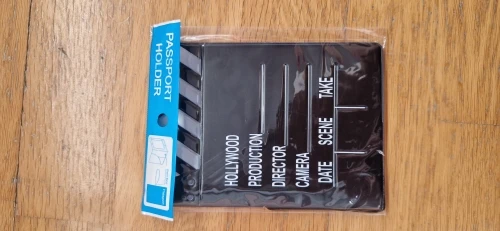 PASSPORT
HOLDER
HOLLYWOOD
PRODUCTION
DIRECTOR
CAMERA
DATE SCENE TAKE